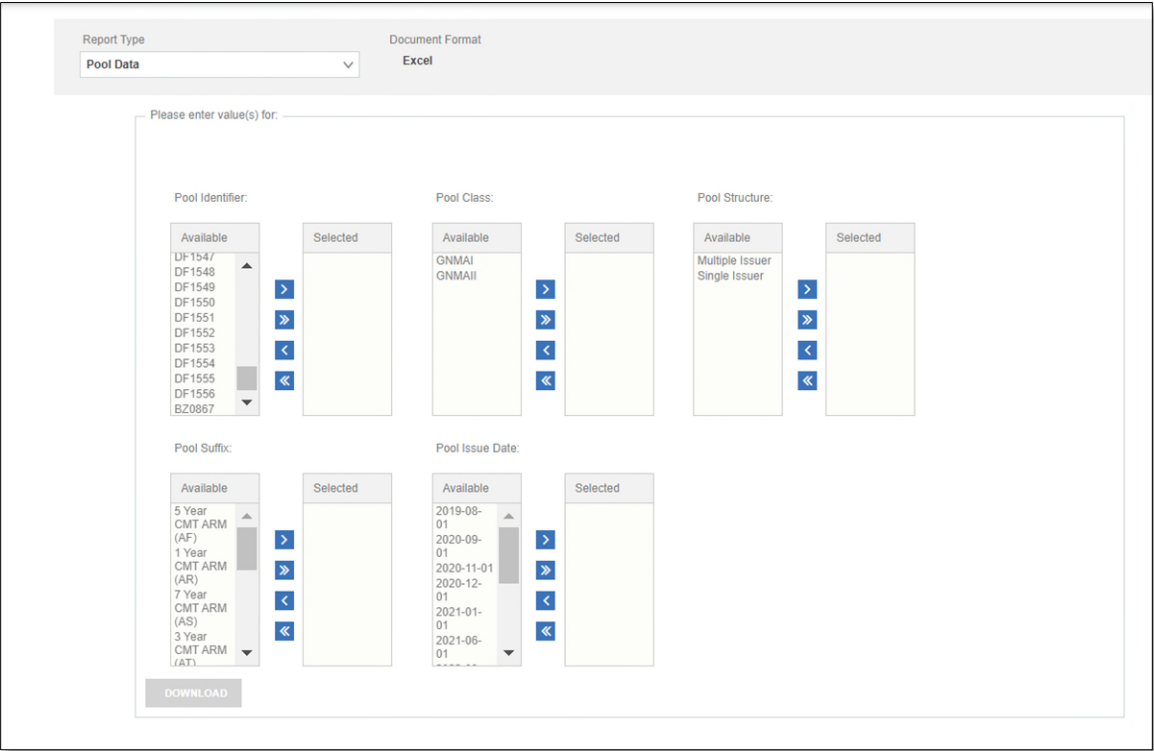 Report Type
Document Format
Pool Data
Excel
Please enter value(s) for:
Pool Identifier:
Available
Selected
DF1547
DF1548
DF1549
DF1550
DF1551
DF1552
DF1553
DF1554
DF1555
DF1556
BZ0867
Pool Class:
Available
Selected
GNMAI
GNMAII
Pool Structure:
Available
Selected
Multiple Issuer
Single Issuer
Pool Suffix:
Available
Selected
5 Year
CMT ARM
(AF)
1 Year
CMT ARM
(AR)
7 Year
CMT ARM
(AS)
3 Year
CMT ARM
(AT)
Pool Issue Date:
Available
Selected
2019-08-
01
2020-09-
01
2020-11-01
2020-12-
01
2021-01-
01
2021-06-
01
DOWNLOAD